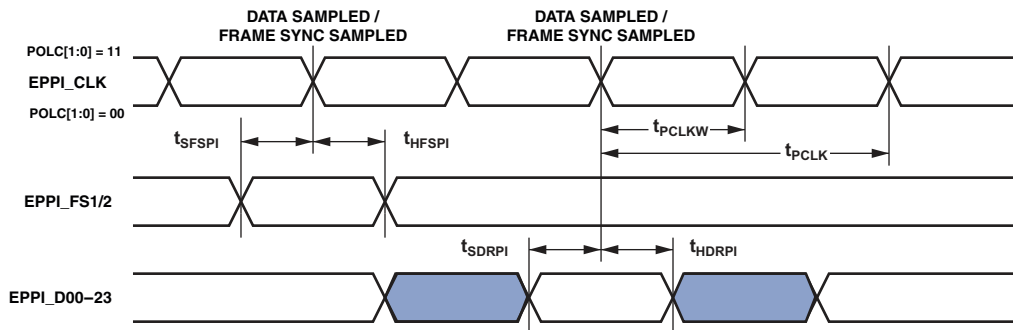 DATA SAMPLED /
FRAME SYNC SAMPLED
DATA SAMPLED /
FRAME SYNC SAMPLED
POLC[1:0] = 11
EPPI_CLK
POLC[1:0] = 00
tSFSPI
tHFSPI
tPCLKW
tPCLK
EPPI_FS1/2
tSDRPI
tHDRPI
EPPI_D00–23